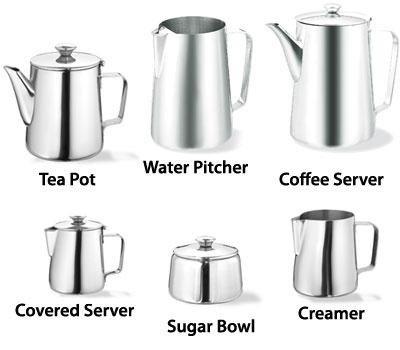 Tea Pot
Water Pitcher
Coffee Server
Covered Server
Sugar Bowl
Creamer